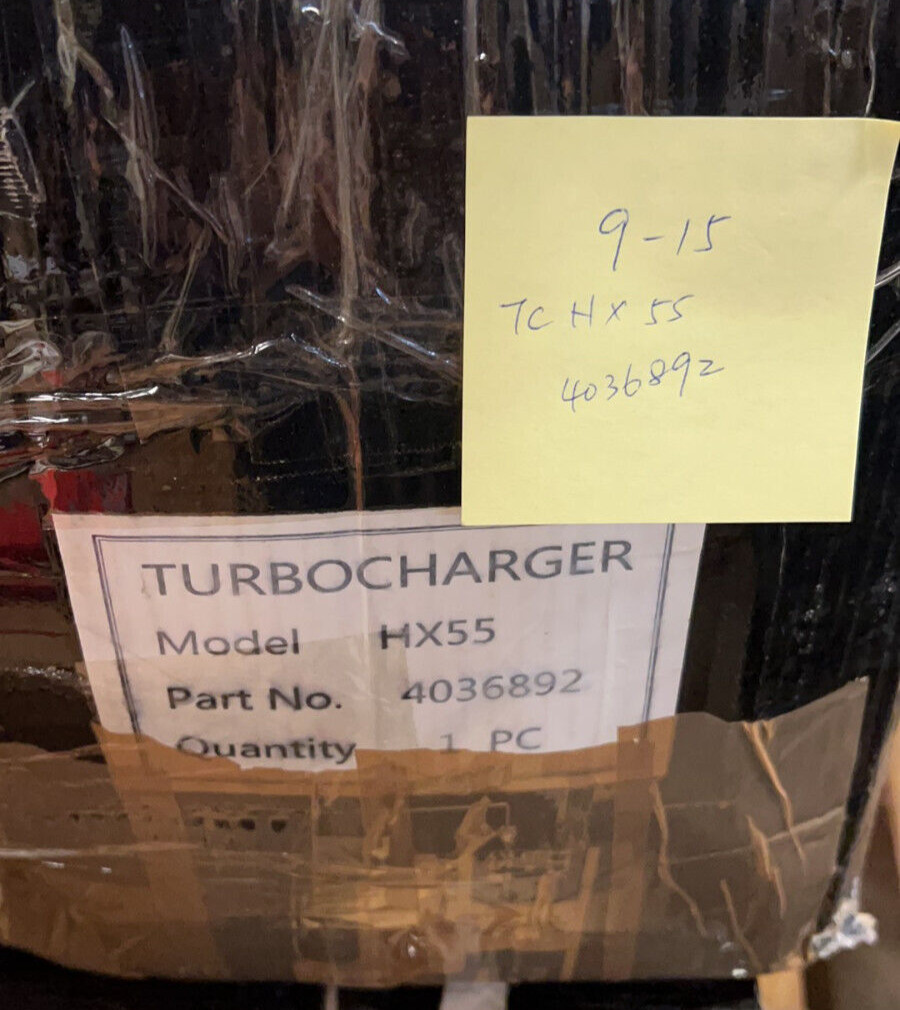 9-15
TC HX 55
4036892
TURBOCHARGER
Model HX55
Part No. 4036892
Quantity 1 PC